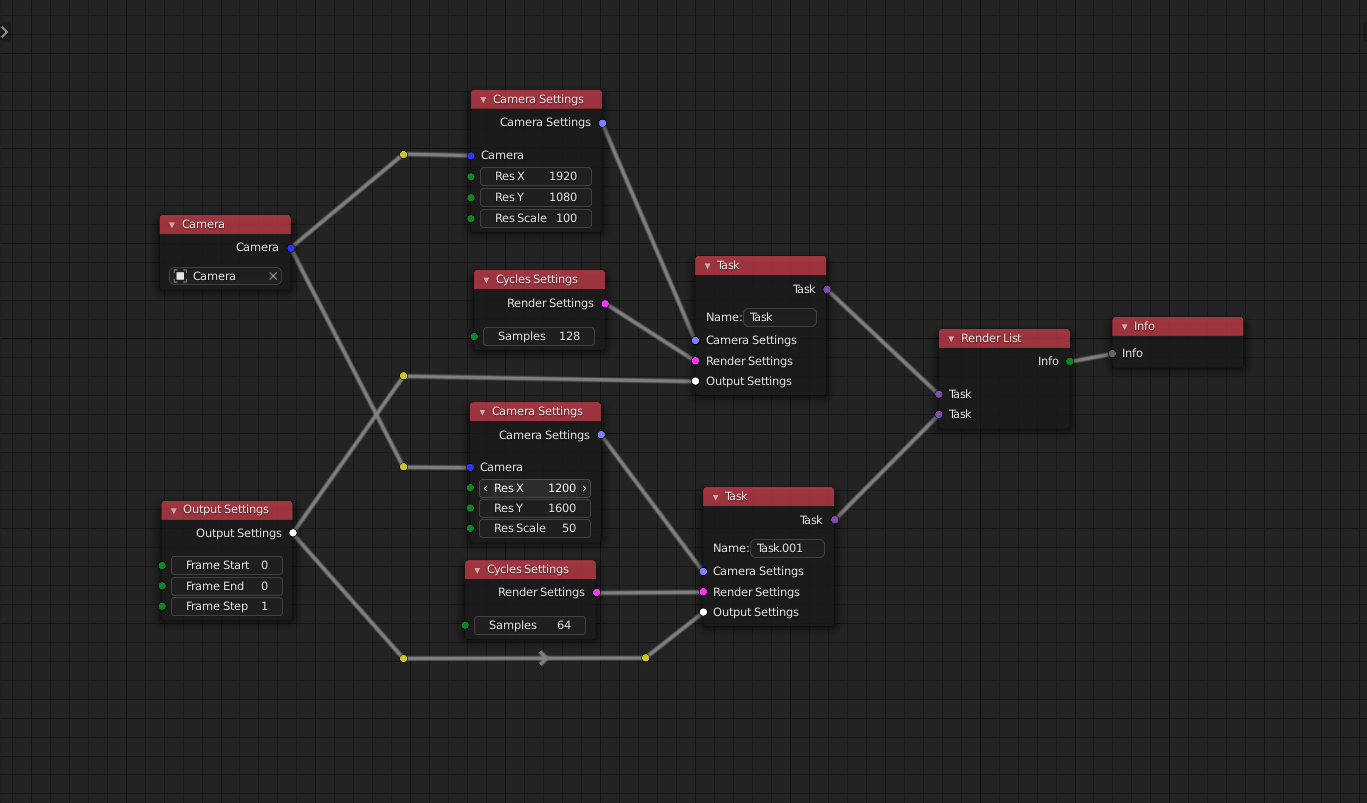 Camera Settings
Camera Settings
Camera
Res X 1920
Res Y 1080
Res Scale 100
Camera
Camera
Camera
Cycles Settings
Render Settings
Samples 128
Task
Task
Name: Task
Camera Settings
Render Settings
Output Settings
Render List
Info
Task
Task
Info
Info
Camera Settings
Camera Settings
Camera
Res X 1200
Res Y 1600
Res Scale 50
Output Settings
Output Settings
Frame Start 0
Frame End 0
Frame Step 1
Cycles Settings
Render Settings
Samples 64
Task
Task
Name: Task.001
Camera Settings
Render Settings
Output Settings